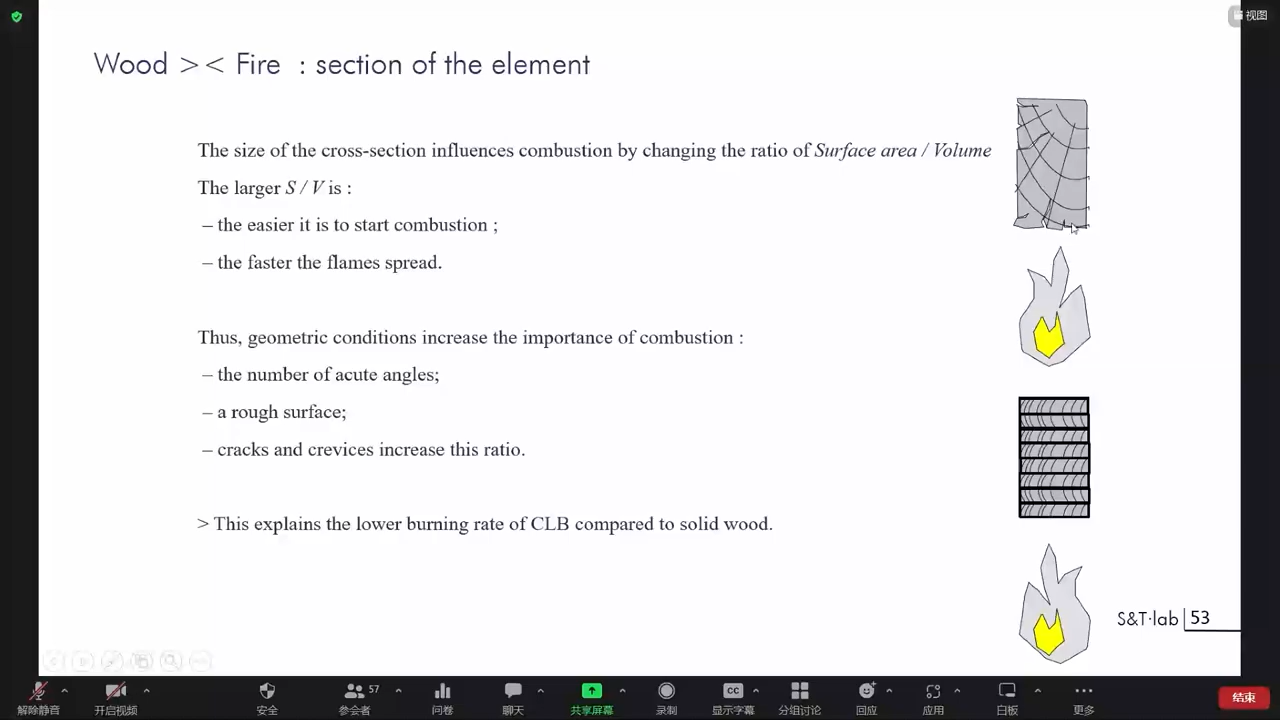 视图
Wood >< Fire : section of the element
The size of the cross-section influences combustion by changing the ratio of Surface area / Volume
The larger S / V is :
– the easier it is to start combustion ;
– the faster the flames spread.
Thus, geometric conditions increase the importance of combustion :
– the number of acute angles;
– a rough surface;
– cracks and crevices increase this ratio.
> This explains the lower burning rate of CLB compared to solid wood.
S&T·lab 53
57
CC
解除静音 开启视频 安全 参会者 问卷 聊天 共享屏幕 录制 显示字幕 分组讨论 回应 应用 白板 更多 结束